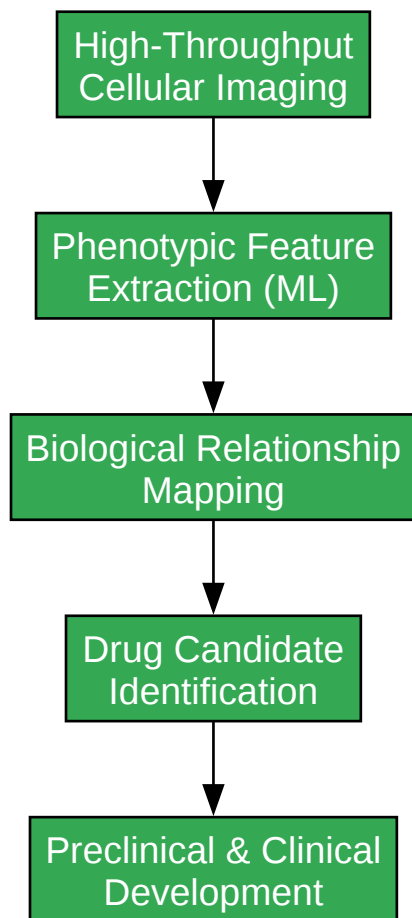 High-Throughput
Cellular Imaging
Phenotypic Feature
Extraction (ML)
Biological Relationship
Mapping
Drug Candidate
Identification
Preclinical & Clinical
Development